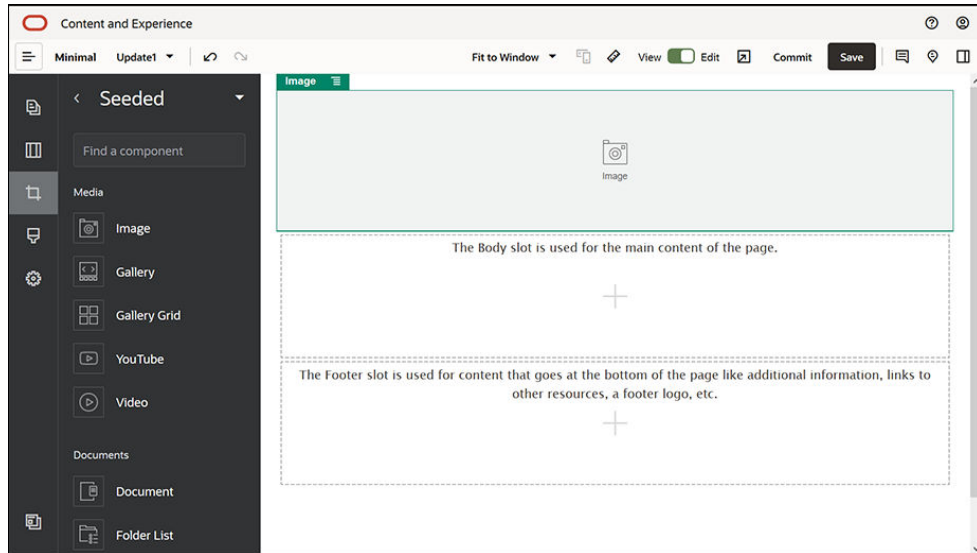 Content and Experience
Minimal Update1 Fit to Window View Edit Commit Save
Seeded
Find a component
Media
Image
Gallery
Gallery Grid
YouTube
Video
Documents
Document
Folder List
Image
Image
The Body slot is used for the main content of the page.
The Footer slot is used for content that goes at the bottom of the page like additional information, links to
other resources, a footer logo, etc.